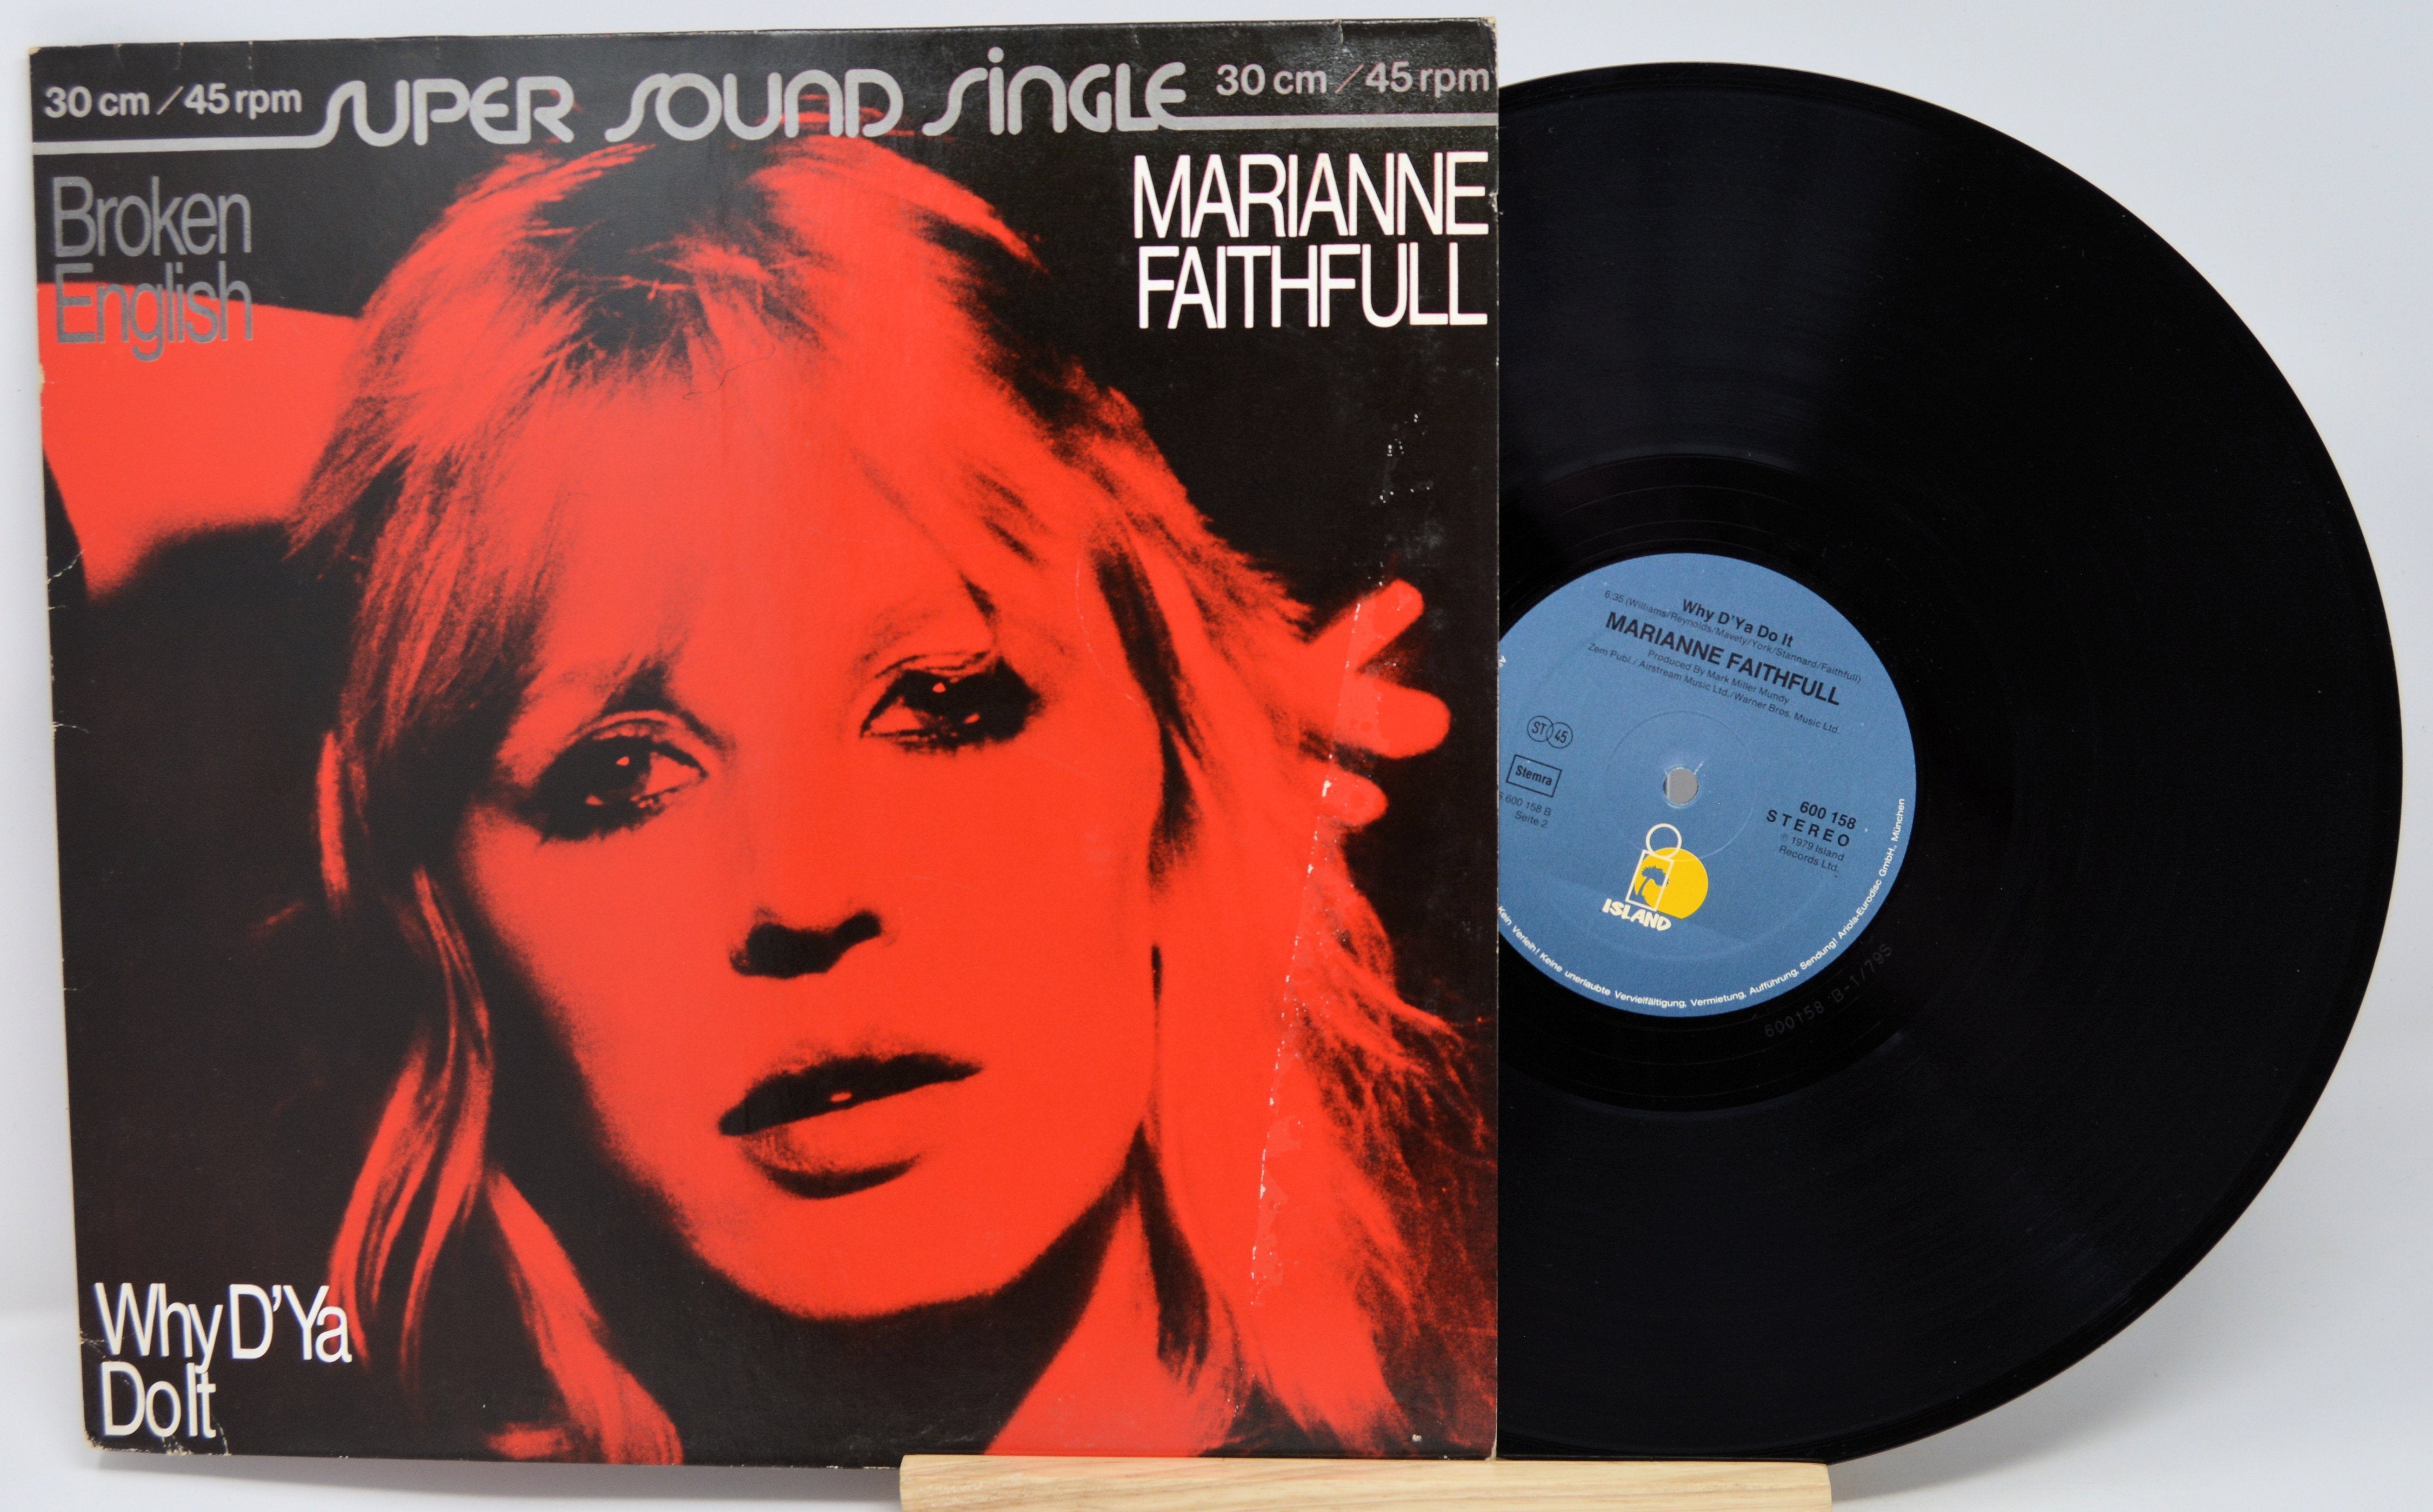 30 cm / 45 rpm SUPER SOUND SINGLE 30 cm / 45 rpm
Broken
English
MARIANNE
FAITHFULL
Why D'Ya
Do It
Why D'Ya Do It
6:35 (Williams/Reynolds/Mavety/York/Stannard/Faithfull)
MARIANNE FAITHFULL
Produced By Mark Miller Mundy
Zem Publ./ Airstream Music Ltd./Warner Bros. Music Ltd.
ST 45
Stemra
S 600 158 B
Seite 2
600 158
STEREO
℗ 1979 Island
Records Ltd.
ISLAND
Kein Verleih! Keine unerlaubte Vervielfältigung, Vermietung, Aufführung, Sendung! Ariola-Eurodisc GmbH, München
600158 B-1/79S